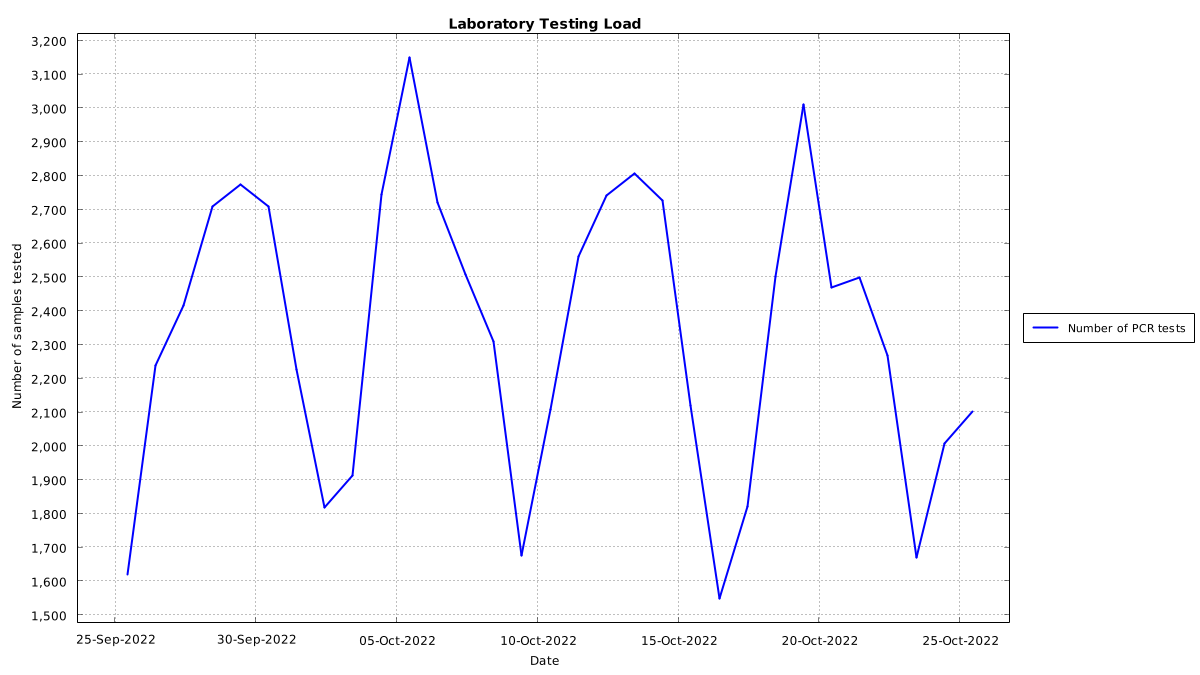 Laboratory Testing Load
3,200
3,100
3,000
2,900
2,800
2,700
2,600
2,500
2,400
2,300
2,200
2,100
2,000
1,900
1,800
1,700
1,600
1,500
Number of samples tested
25-Sep-2022
30-Sep-2022
05-Oct-2022
10-Oct-2022
15-Oct-2022
20-Oct-2022
25-Oct-2022
Date
Number of PCR tests